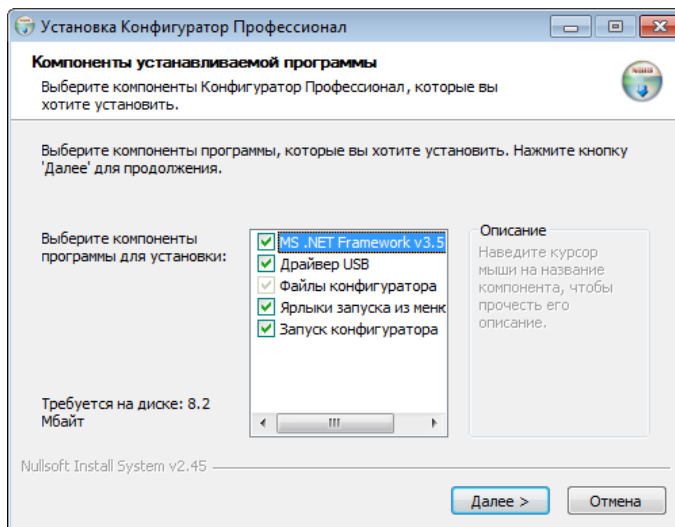 Установка Конфигуратор Профессионал
Компоненты устанавливаемой программы
Выберите компоненты Конфигуратор Профессионал, которые вы
хотите установить.
Выберите компоненты программы, которые вы хотите установить. Нажмите кнопку
'Далее' для продолжения.
Выберите компоненты
программы для установки:
MS .NET Framework v3.5
Драйвер USB
Файлы конфигуратора
Ярлыки запуска из меню
Запуск конфигуратора
Описание
Наведите курсор
мыши на название
компонента, чтобы
прочесть его
описание.
Требуется на диске: 8.2
Мбайт
Nullsoft Install System v2.45
Далее >
Отмена